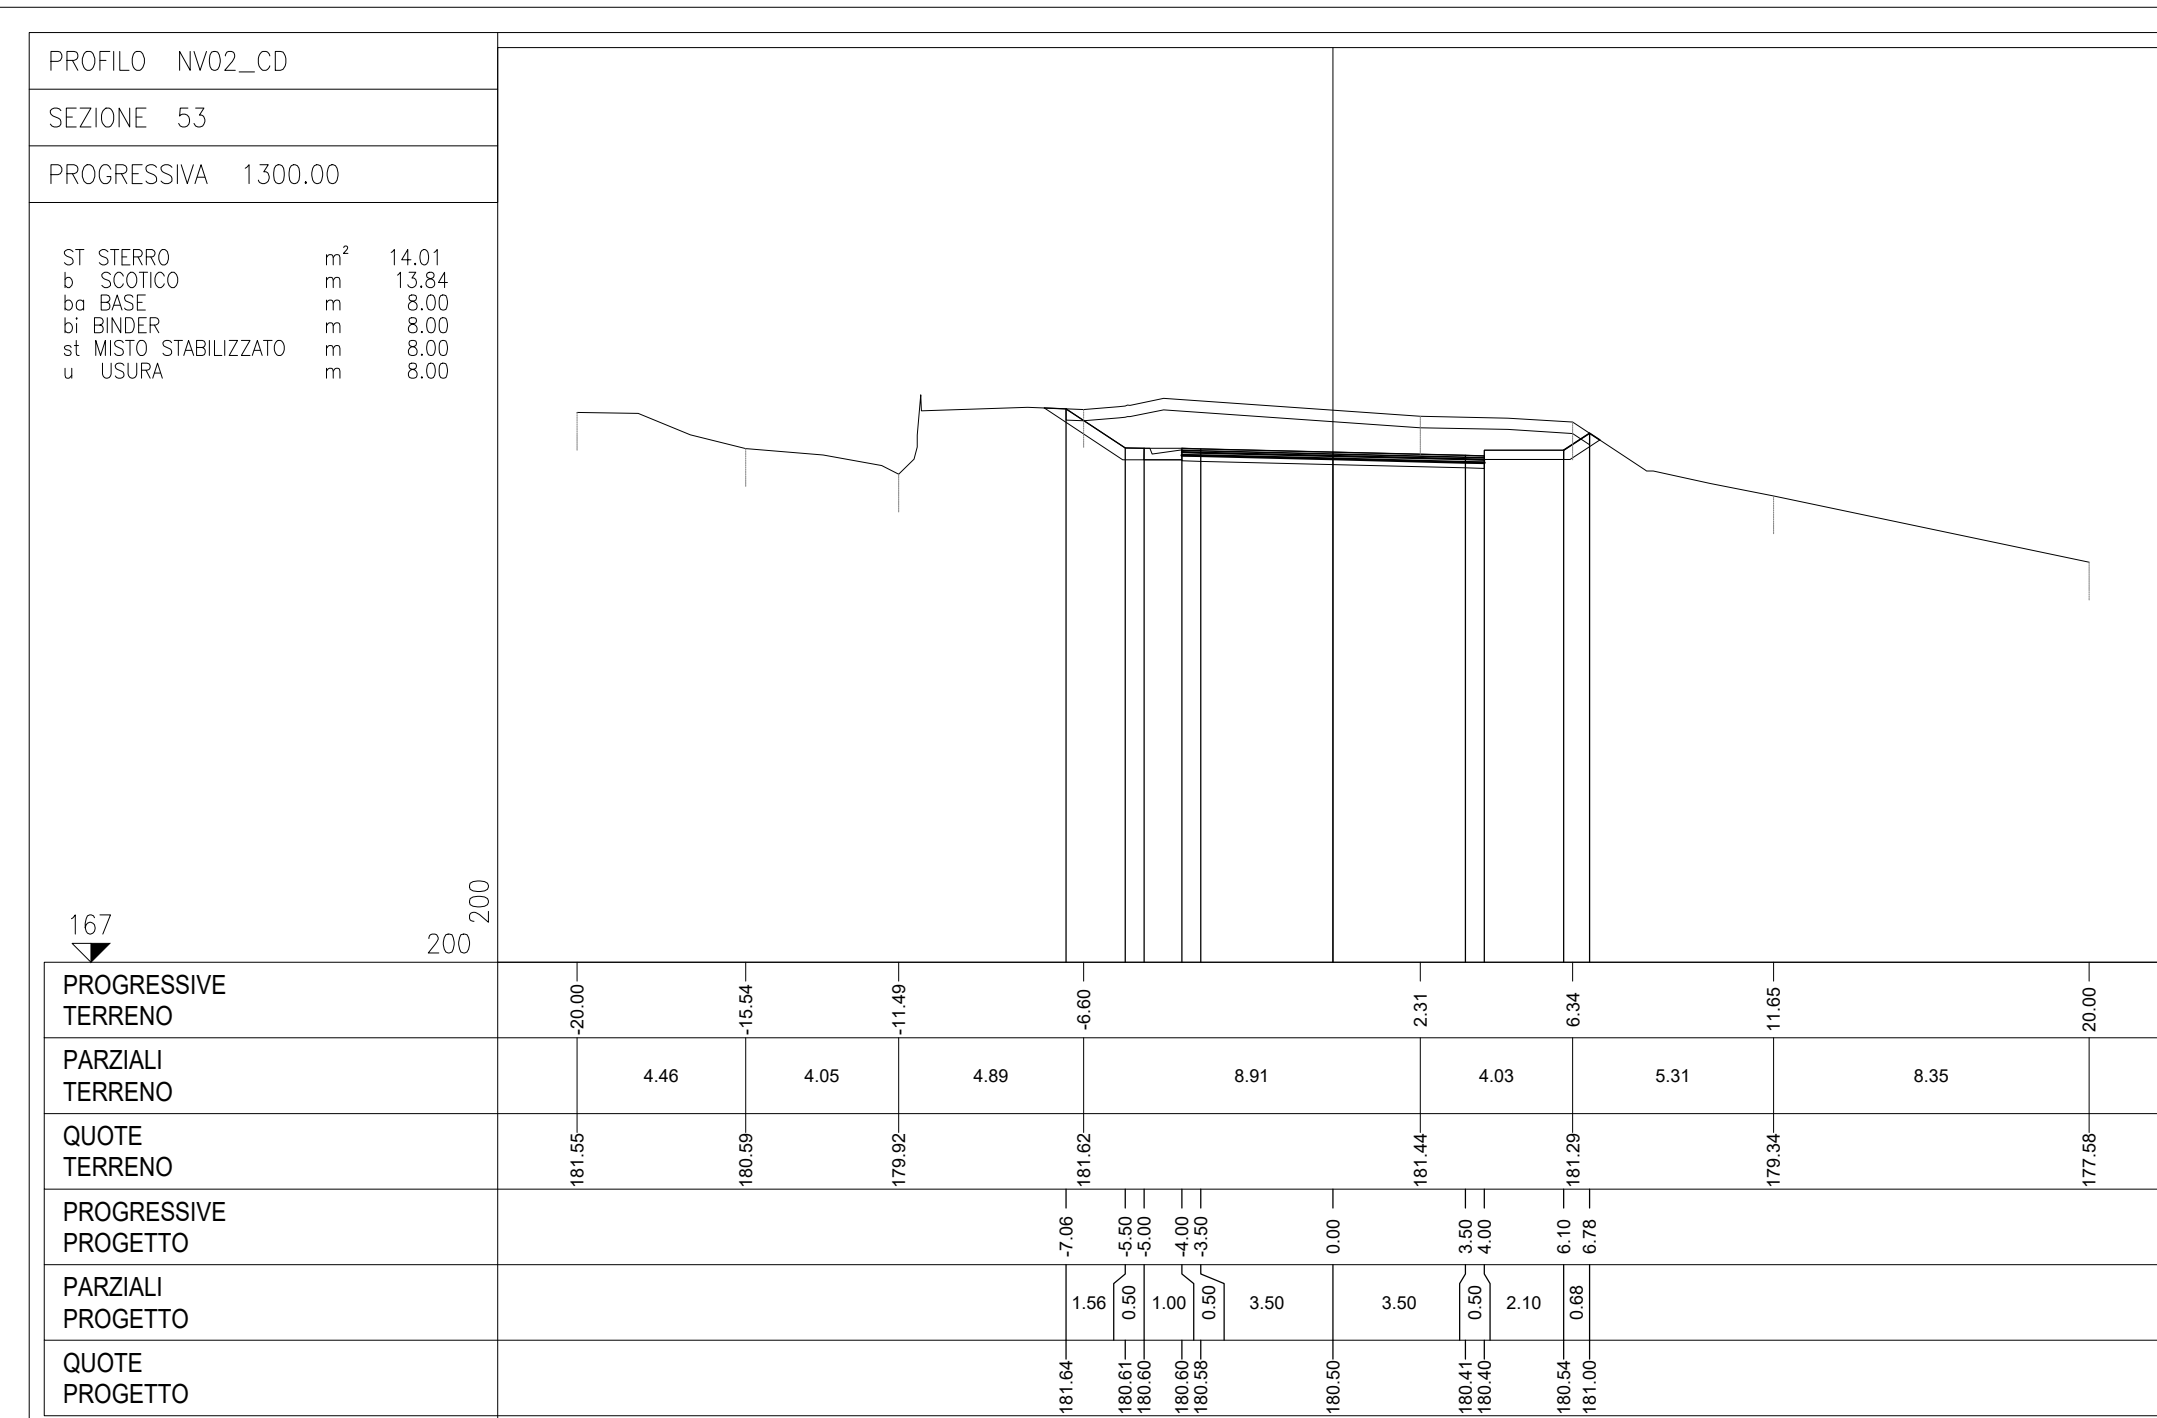 PROFILO NV02_CD
SEZIONE 53
PROGRESSIVA 1300.00
ST STERRO m² 14.01
b SCOTICO m 13.84
ba BASE m 8.00
bi BINDER m 8.00
st MISTO STABILIZZATO m 8.00
u USURA m 8.00
200
167
200
PROGRESSIVE
TERRENO
-20.00 -15.54 -11.49 -6.60 2.31 6.34 11.65 20.00
PARZIALI
TERRENO
4.46 4.05 4.89 8.91 4.03 5.31 8.35
QUOTE
TERRENO
181.55 180.59 179.92 181.62 181.44 181.29 179.34 177.58
PROGRESSIVE
PROGETTO
-7.06 -5.50 -5.00 -4.00 -3.50 0.00 3.50 4.00 6.10 6.78
PARZIALI
PROGETTO
1.56 0.50 1.00 0.50 3.50 3.50 0.50 2.10 0.68
QUOTE
PROGETTO
181.64 180.61 180.60 180.60 180.58 180.50 180.41 180.40 180.54 181.00